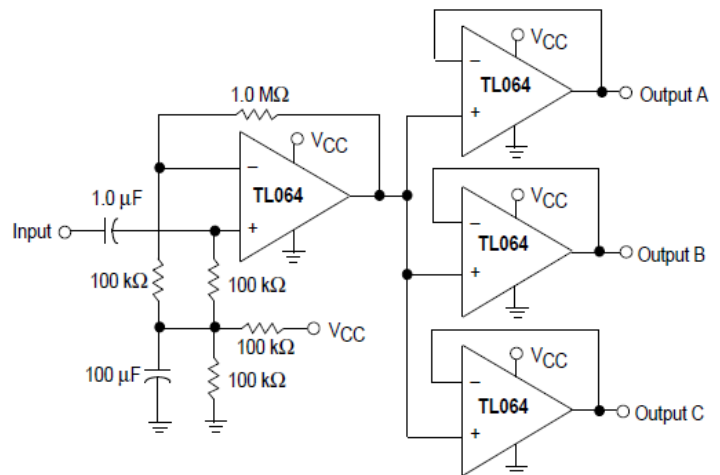 VCC
−
TL064
+
Output A
1.0 MΩ
VCC
−
TL064
+
1.0 μF
Input
VCC
−
TL064
+
Output B
100 kΩ
100 kΩ
VCC
100 kΩ
100 μF
100 kΩ
VCC
−
TL064
+
Output C